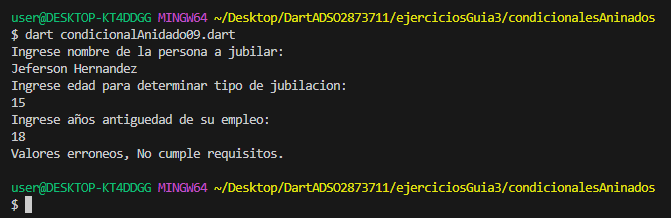 user@DESKTOP-KT4DDGG MINGW64 ~/Desktop/DartADSO2873711/ejerciciosGuia3/condicionalesAninados
$ dart condicionalAnidado09.dart
Ingrese nombre de la persona a jubilar:
Jeferson Hernandez
Ingrese edad para determinar tipo de jubilacion:
15
Ingrese años antiguedad de su empleo:
18
Valores erroneos, No cumple requisitos.
user@DESKTOP-KT4DDGG MINGW64 ~/Desktop/DartADSO2873711/ejerciciosGuia3/condicionalesAninados
$